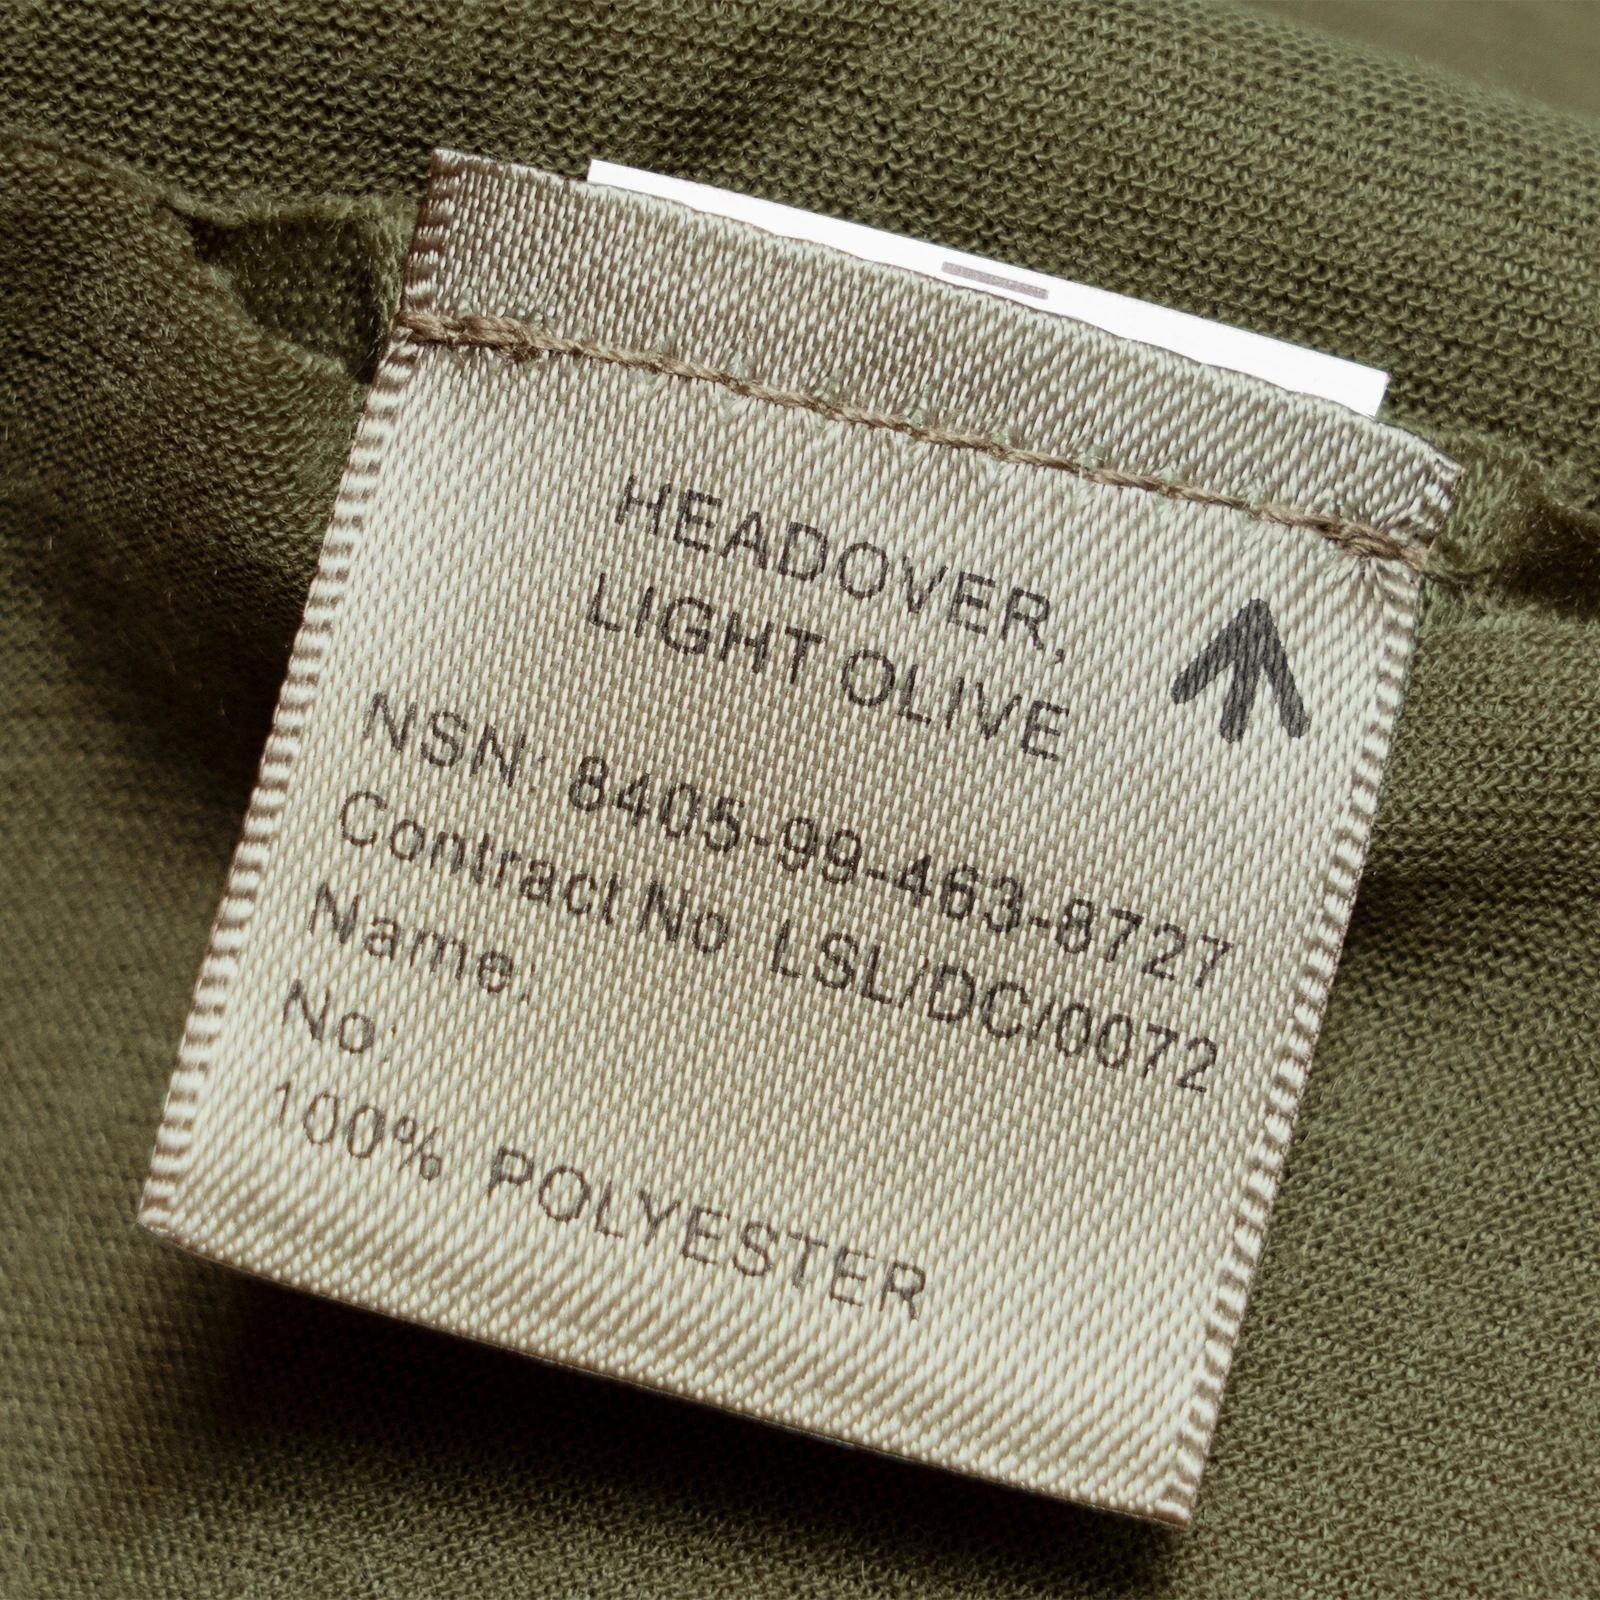 HEADOVER,
LIGHT OLIVE
NSN: 8405-99-463-8727
Contract No: LSL/DC/0072
Name:
No:
100% POLYESTER